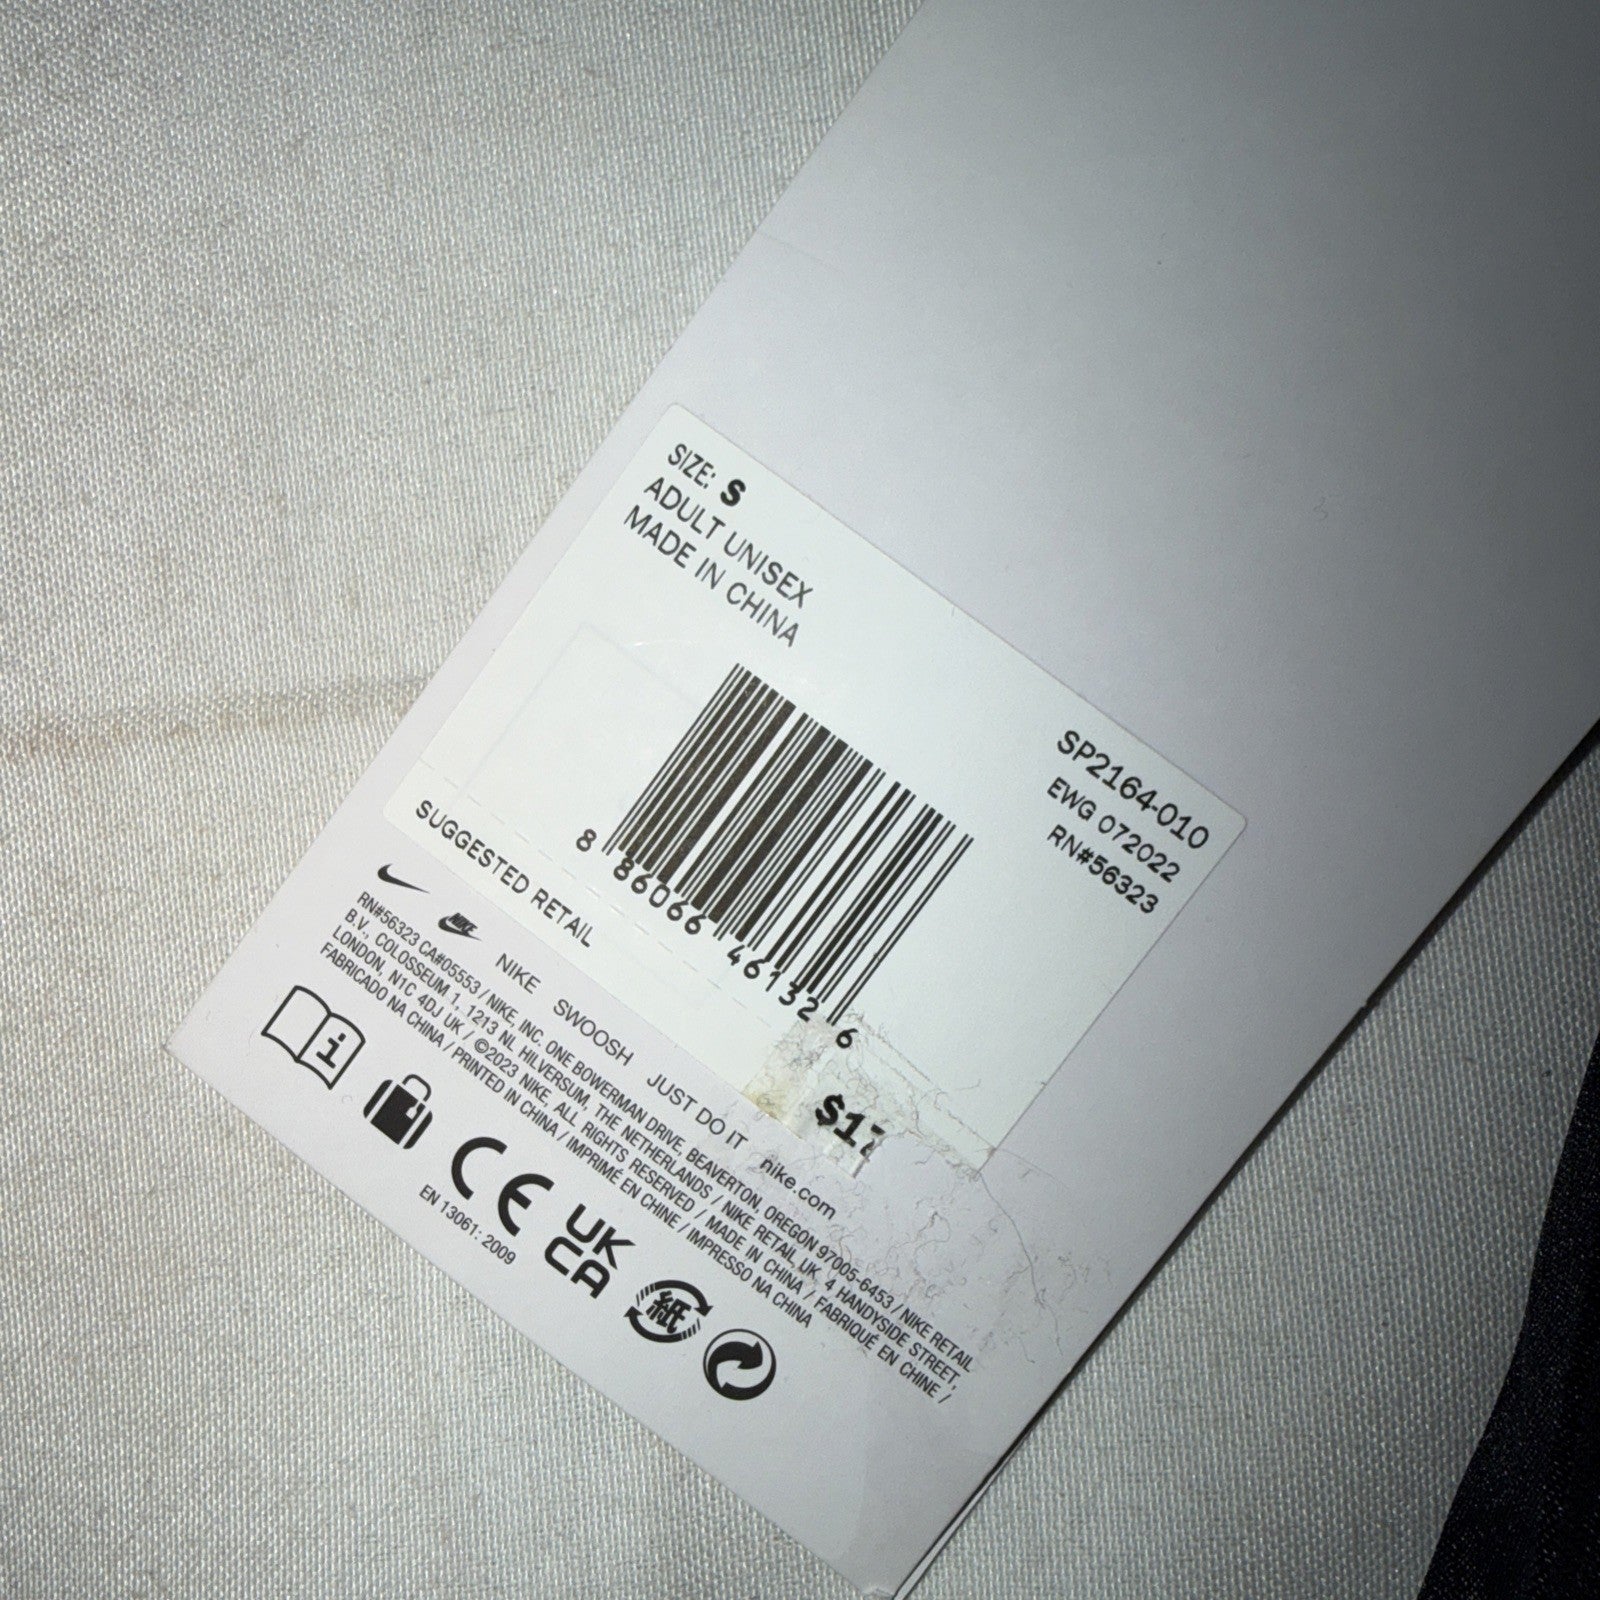 SIZE: S
ADULT UNISEX
MADE IN CHINA
SP2164-010
EWG 072022
RN#56323
8 86066 46132 6
SUGGESTED RETAIL
$17
NIKE
NIKE SWOOSH JUST DO IT nike.com
RN#56323 CA#05553 / NIKE, INC. ONE BOWERMAN DRIVE, BEAVERTON, OREGON 97005-6453 / NIKE RETAIL
B.V., COLOSSEUM 1, 1213 NL HILVERSUM, THE NETHERLANDS / NIKE RETAIL UK, 4 HANDYSIDE STREET,
LONDON, N1C 4DJ UK / ©2023 NIKE, ALL RIGHTS RESERVED / MADE IN CHINA / FABRIQUÉ EN CHINE /
FABRICADO NA CHINA / PRINTED IN CHINA / IMPRIMÉ EN CHINE / IMPRESSO NA CHINA
i
CE
UK
CA
紙
EN 13061: 2009